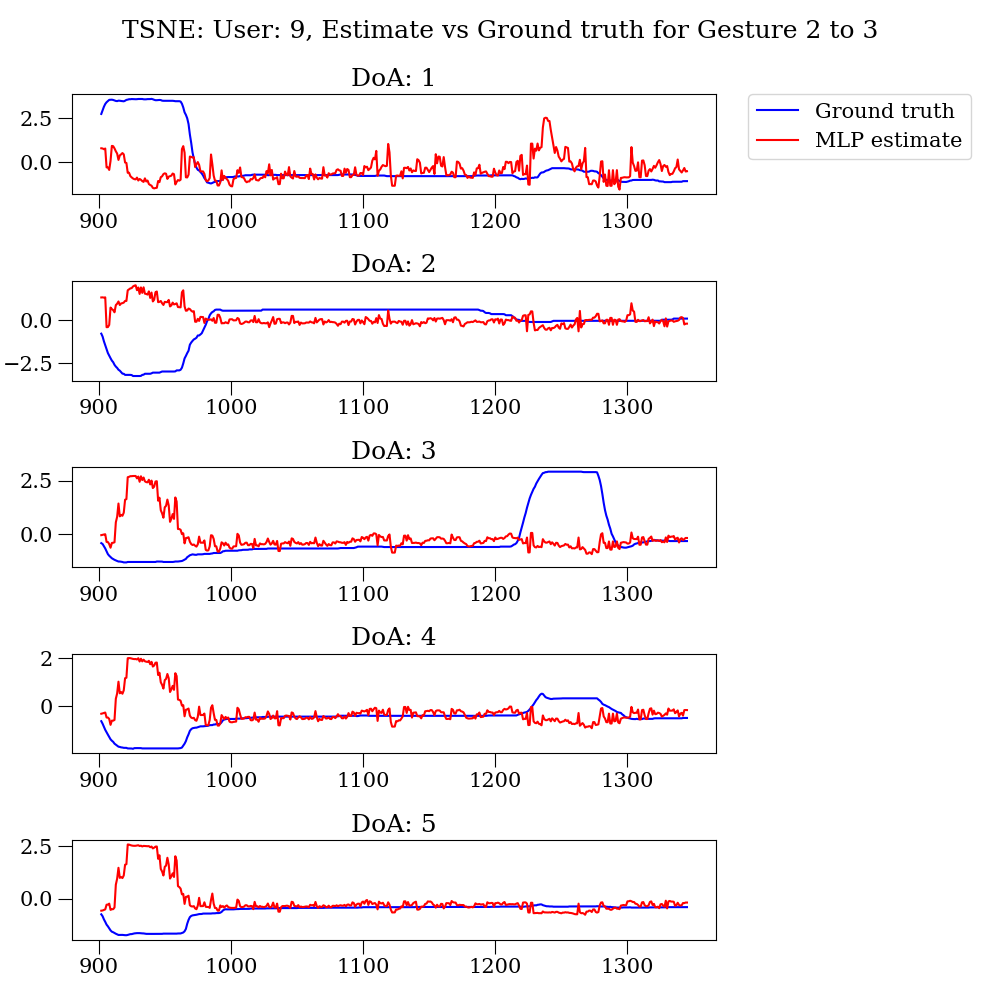 TSNE: User: 9, Estimate vs Ground truth for Gesture 2 to 3
DoA: 1
Ground truth
MLP estimate
2.5
0.0
900 1000 1100 1200 1300
DoA: 2
0.0
−2.5
900 1000 1100 1200 1300
DoA: 3
2.5
0.0
900 1000 1100 1200 1300
DoA: 4
2
0
900 1000 1100 1200 1300
DoA: 5
2.5
0.0
900 1000 1100 1200 1300